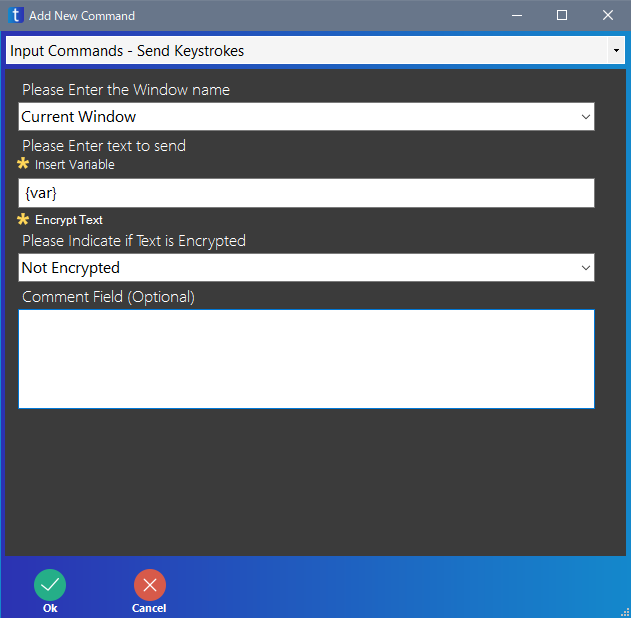 t Add New Command
Input Commands - Send Keystrokes
Please Enter the Window name
Current Window
Please Enter text to send
Insert Variable
{var}
Encrypt Text
Please Indicate if Text is Encrypted
Not Encrypted
Comment Field (Optional)
Ok Cancel